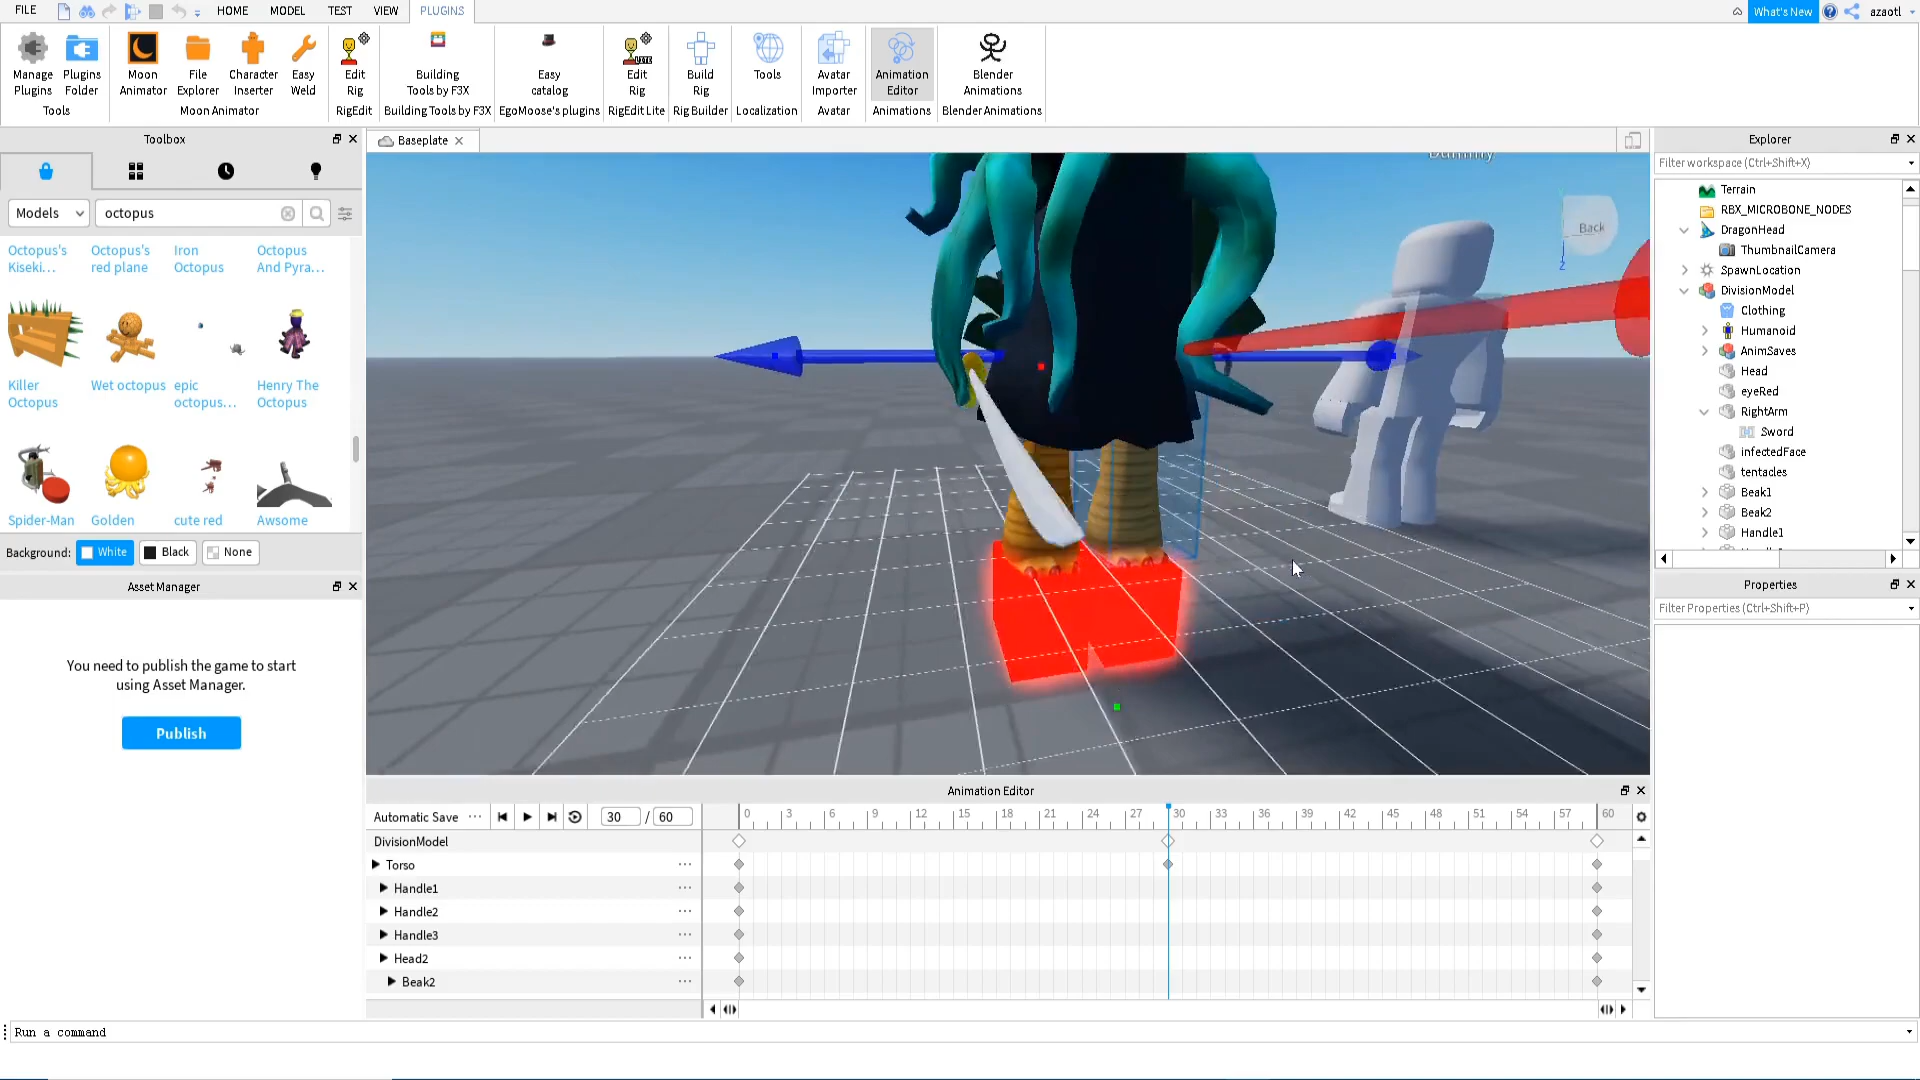 FILE HOME MODEL TEST VIEW PLUGINS What's New azaotl
Manage Plugins
Plugins Folder
Tools
Moon Animator
File Explorer
Character Inserter
Easy Weld
Moon Animator
Edit Rig
RigEdit
Building Tools by F3X
Building Tools by F3X
Easy catalog
EgoMoose's plugins
Edit Rig
RigEdit Lite
Build Rig
Rig Builder
Tools
Localization
Avatar Importer
Avatar
Animation Editor
Animations
Blender Animations
Blender Animations
Toolbox
Models octopus
Octopus's Kiseki...
Octopus's red plane
Iron Octopus
Octopus And Pyra...
Killer Octopus
Wet octopus
epic octopus...
Henry The Octopus
Spider-Man
Golden
cute red
Awsome
Background: White Black None
Asset Manager
You need to publish the game to start
using Asset Manager.
Publish
Baseplate
Dummy
Back
Z
Explorer
Filter workspace (Ctrl+Shift+X)
Terrain
RBX_MICROBONE_NODES
DragonHead
ThumbnailCamera
SpawnLocation
DivisionModel
Clothing
Humanoid
AnimSaves
Head
eyeRed
RightArm
Sword
infectedFace
tentacles
Beak1
Beak2
Handle1
Properties
Filter Properties (Ctrl+Shift+P)
Animation Editor
Automatic Save ··· 30 / 60
0 3 6 9 12 15 18 21 24 27 30 33 36 39 42 45 48 51 54 57 60
DivisionModel
Torso ···
Handle1 ···
Handle2 ···
Handle3 ···
Head2 ···
Beak2 ···
Run a command